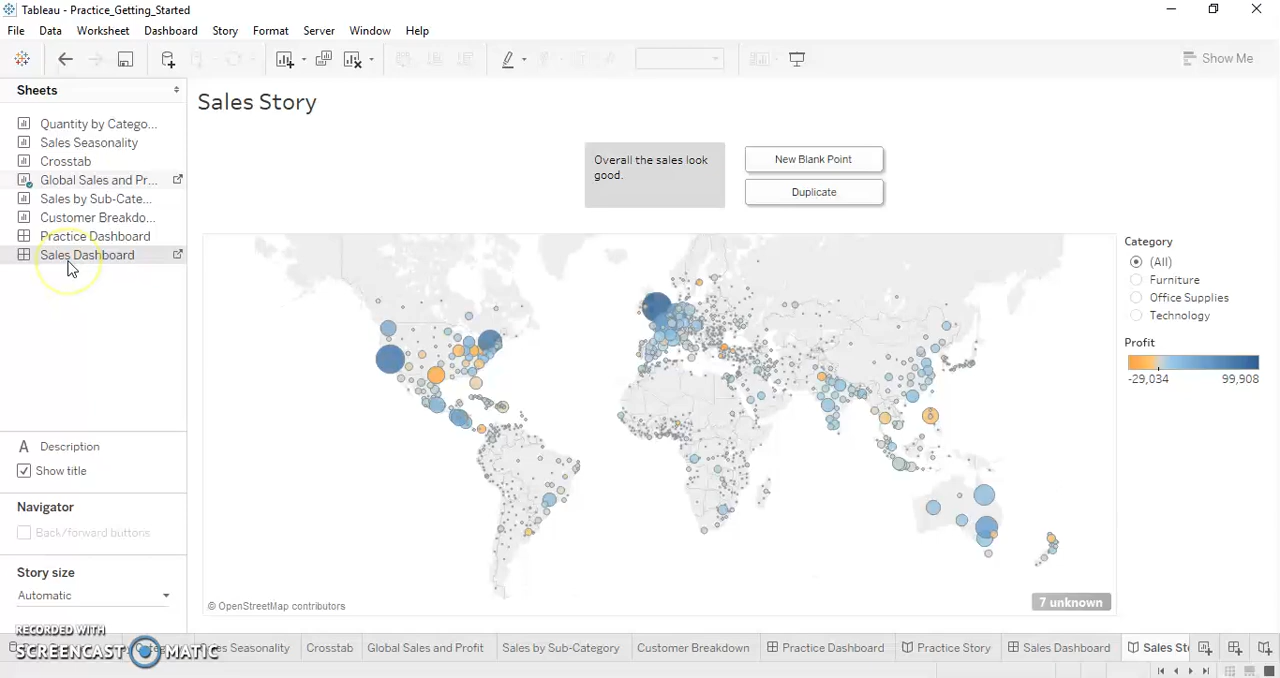 Tableau - Practice_Getting_Started
File Data Worksheet Dashboard Story Format Server Window Help
Show Me
Sheets
Quantity by Catego...
Sales Seasonality
Crosstab
Global Sales and Pr...
Sales by Sub-Cate...
Customer Breakdo...
Practice Dashboard
Sales Dashboard
A Description
Show title
Navigator
Back/forward buttons
Story size
Automatic
Sales Story
Overall the sales look
good.
New Blank Point
Duplicate
Category
(All)
Furniture
Office Supplies
Technology
Profit
-29,034 99,908
© OpenStreetMap contributors
7 unknown
RECORDED WITH
SCREENCAST MATIC
Seasonality Crosstab Global Sales and Profit Sales by Sub-Category Customer Breakdown Practice Dashboard Practice Story Sales Dashboard Sales Sto